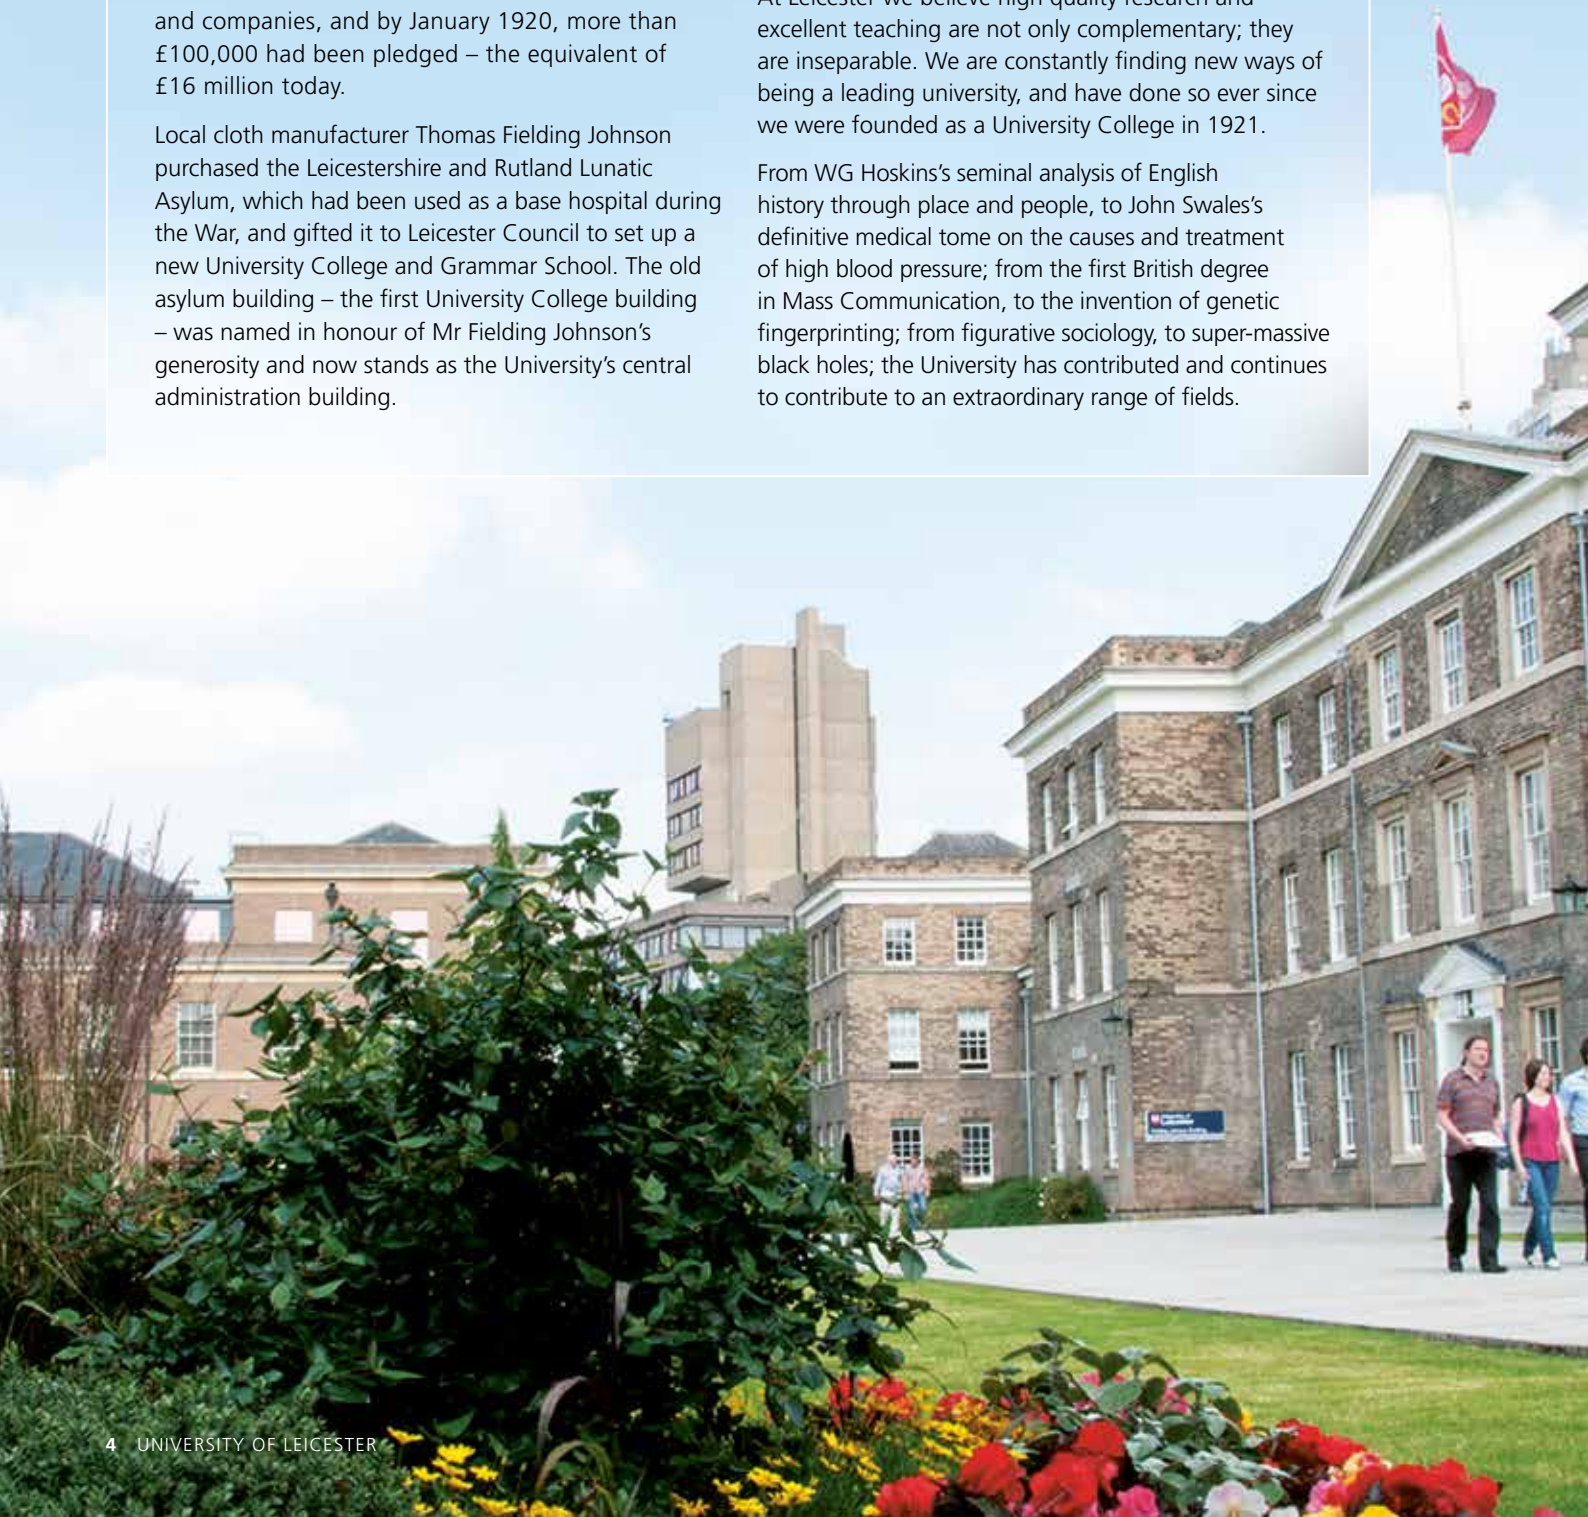 and companies, and by January 1920, more than
£100,000 had been pledged – the equivalent of
£16 million today.
Local cloth manufacturer Thomas Fielding Johnson
purchased the Leicestershire and Rutland Lunatic
Asylum, which had been used as a base hospital during
the War, and gifted it to Leicester Council to set up a
new University College and Grammar School. The old
asylum building – the first University College building
– was named in honour of Mr Fielding Johnson’s
generosity and now stands as the University’s central
administration building.
At Leicester we believe high quality research and
excellent teaching are not only complementary; they
are inseparable. We are constantly finding new ways of
being a leading university, and have done so ever since
we were founded as a University College in 1921.
From WG Hoskins’s seminal analysis of English
history through place and people, to John Swales’s
definitive medical tome on the causes and treatment
of high blood pressure; from the first British degree
in Mass Communication, to the invention of genetic
fingerprinting; from figurative sociology, to super-massive
black holes; the University has contributed and continues
to contribute to an extraordinary range of fields.
4 UNIVERSITY OF LEICESTER